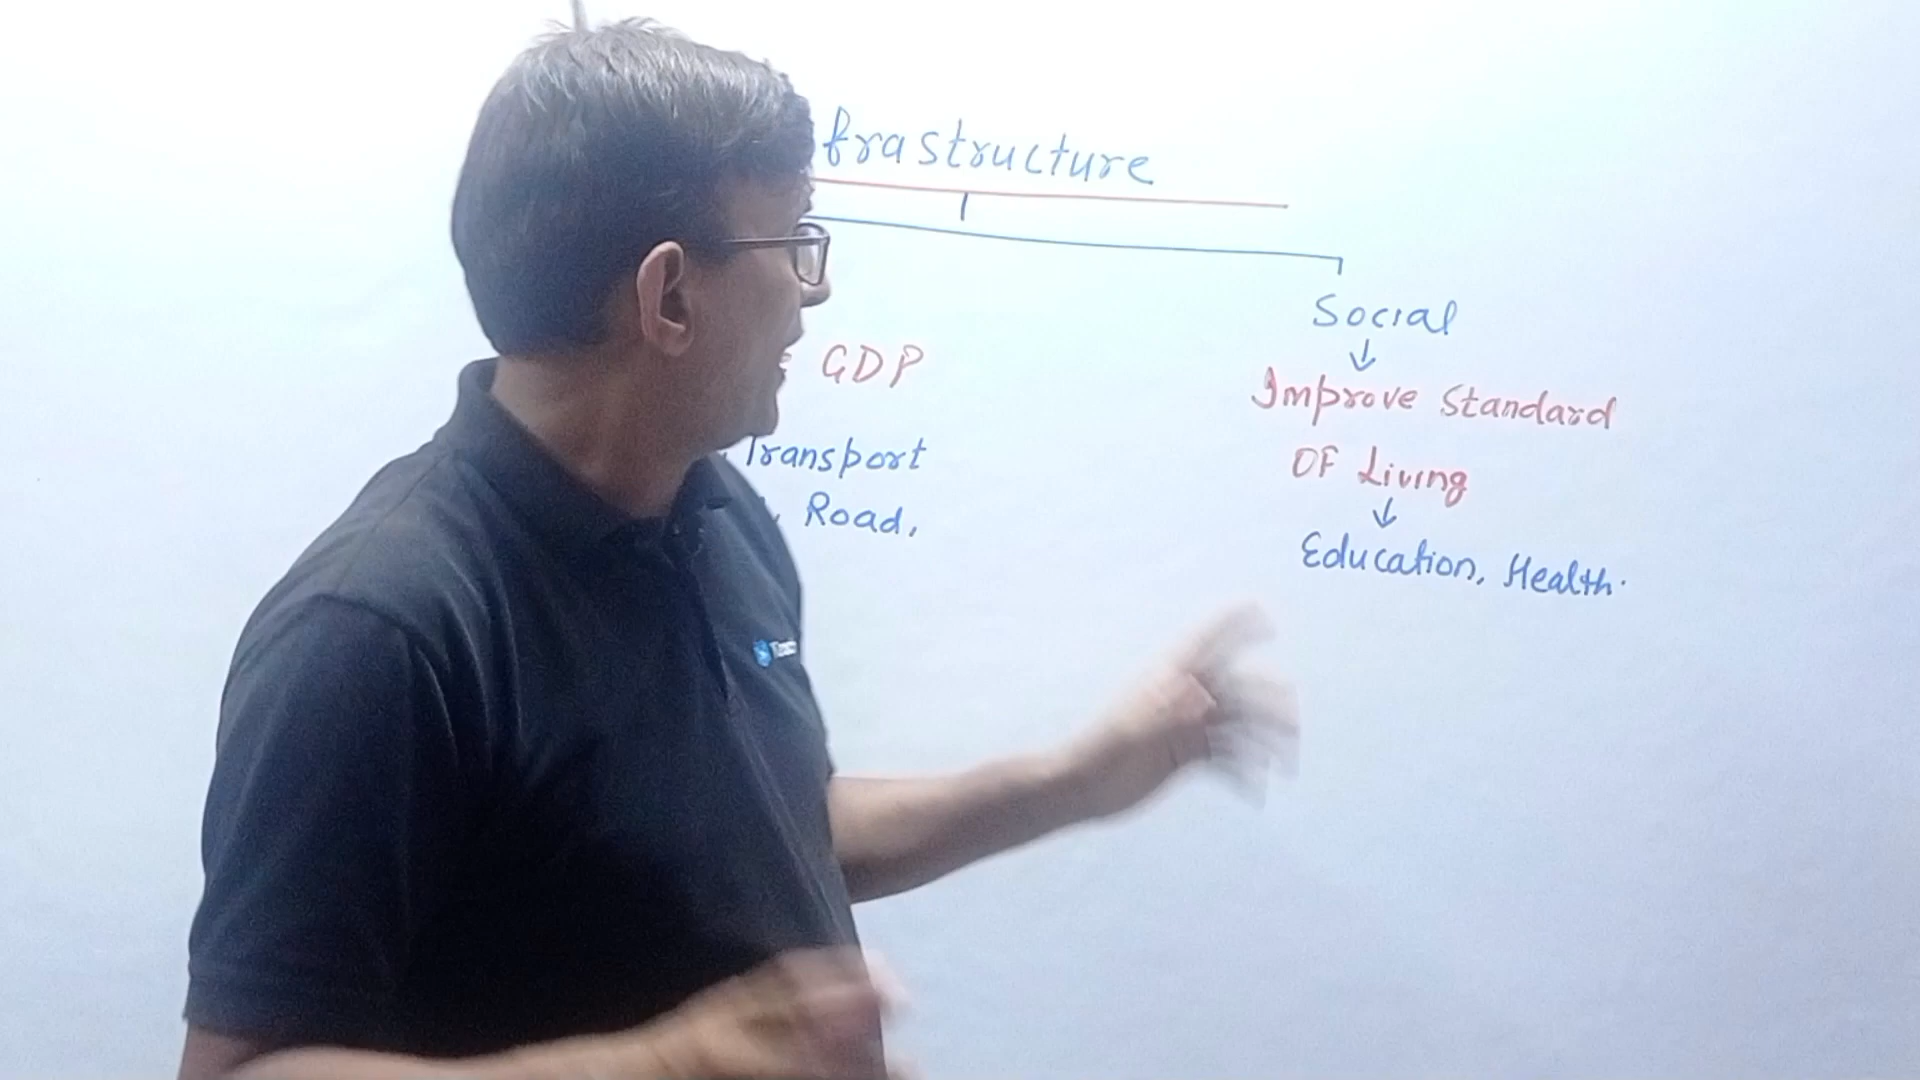 frastructure
Social
GDP
Improve Standard
Transport
OF Living
Road,
Education, Health.